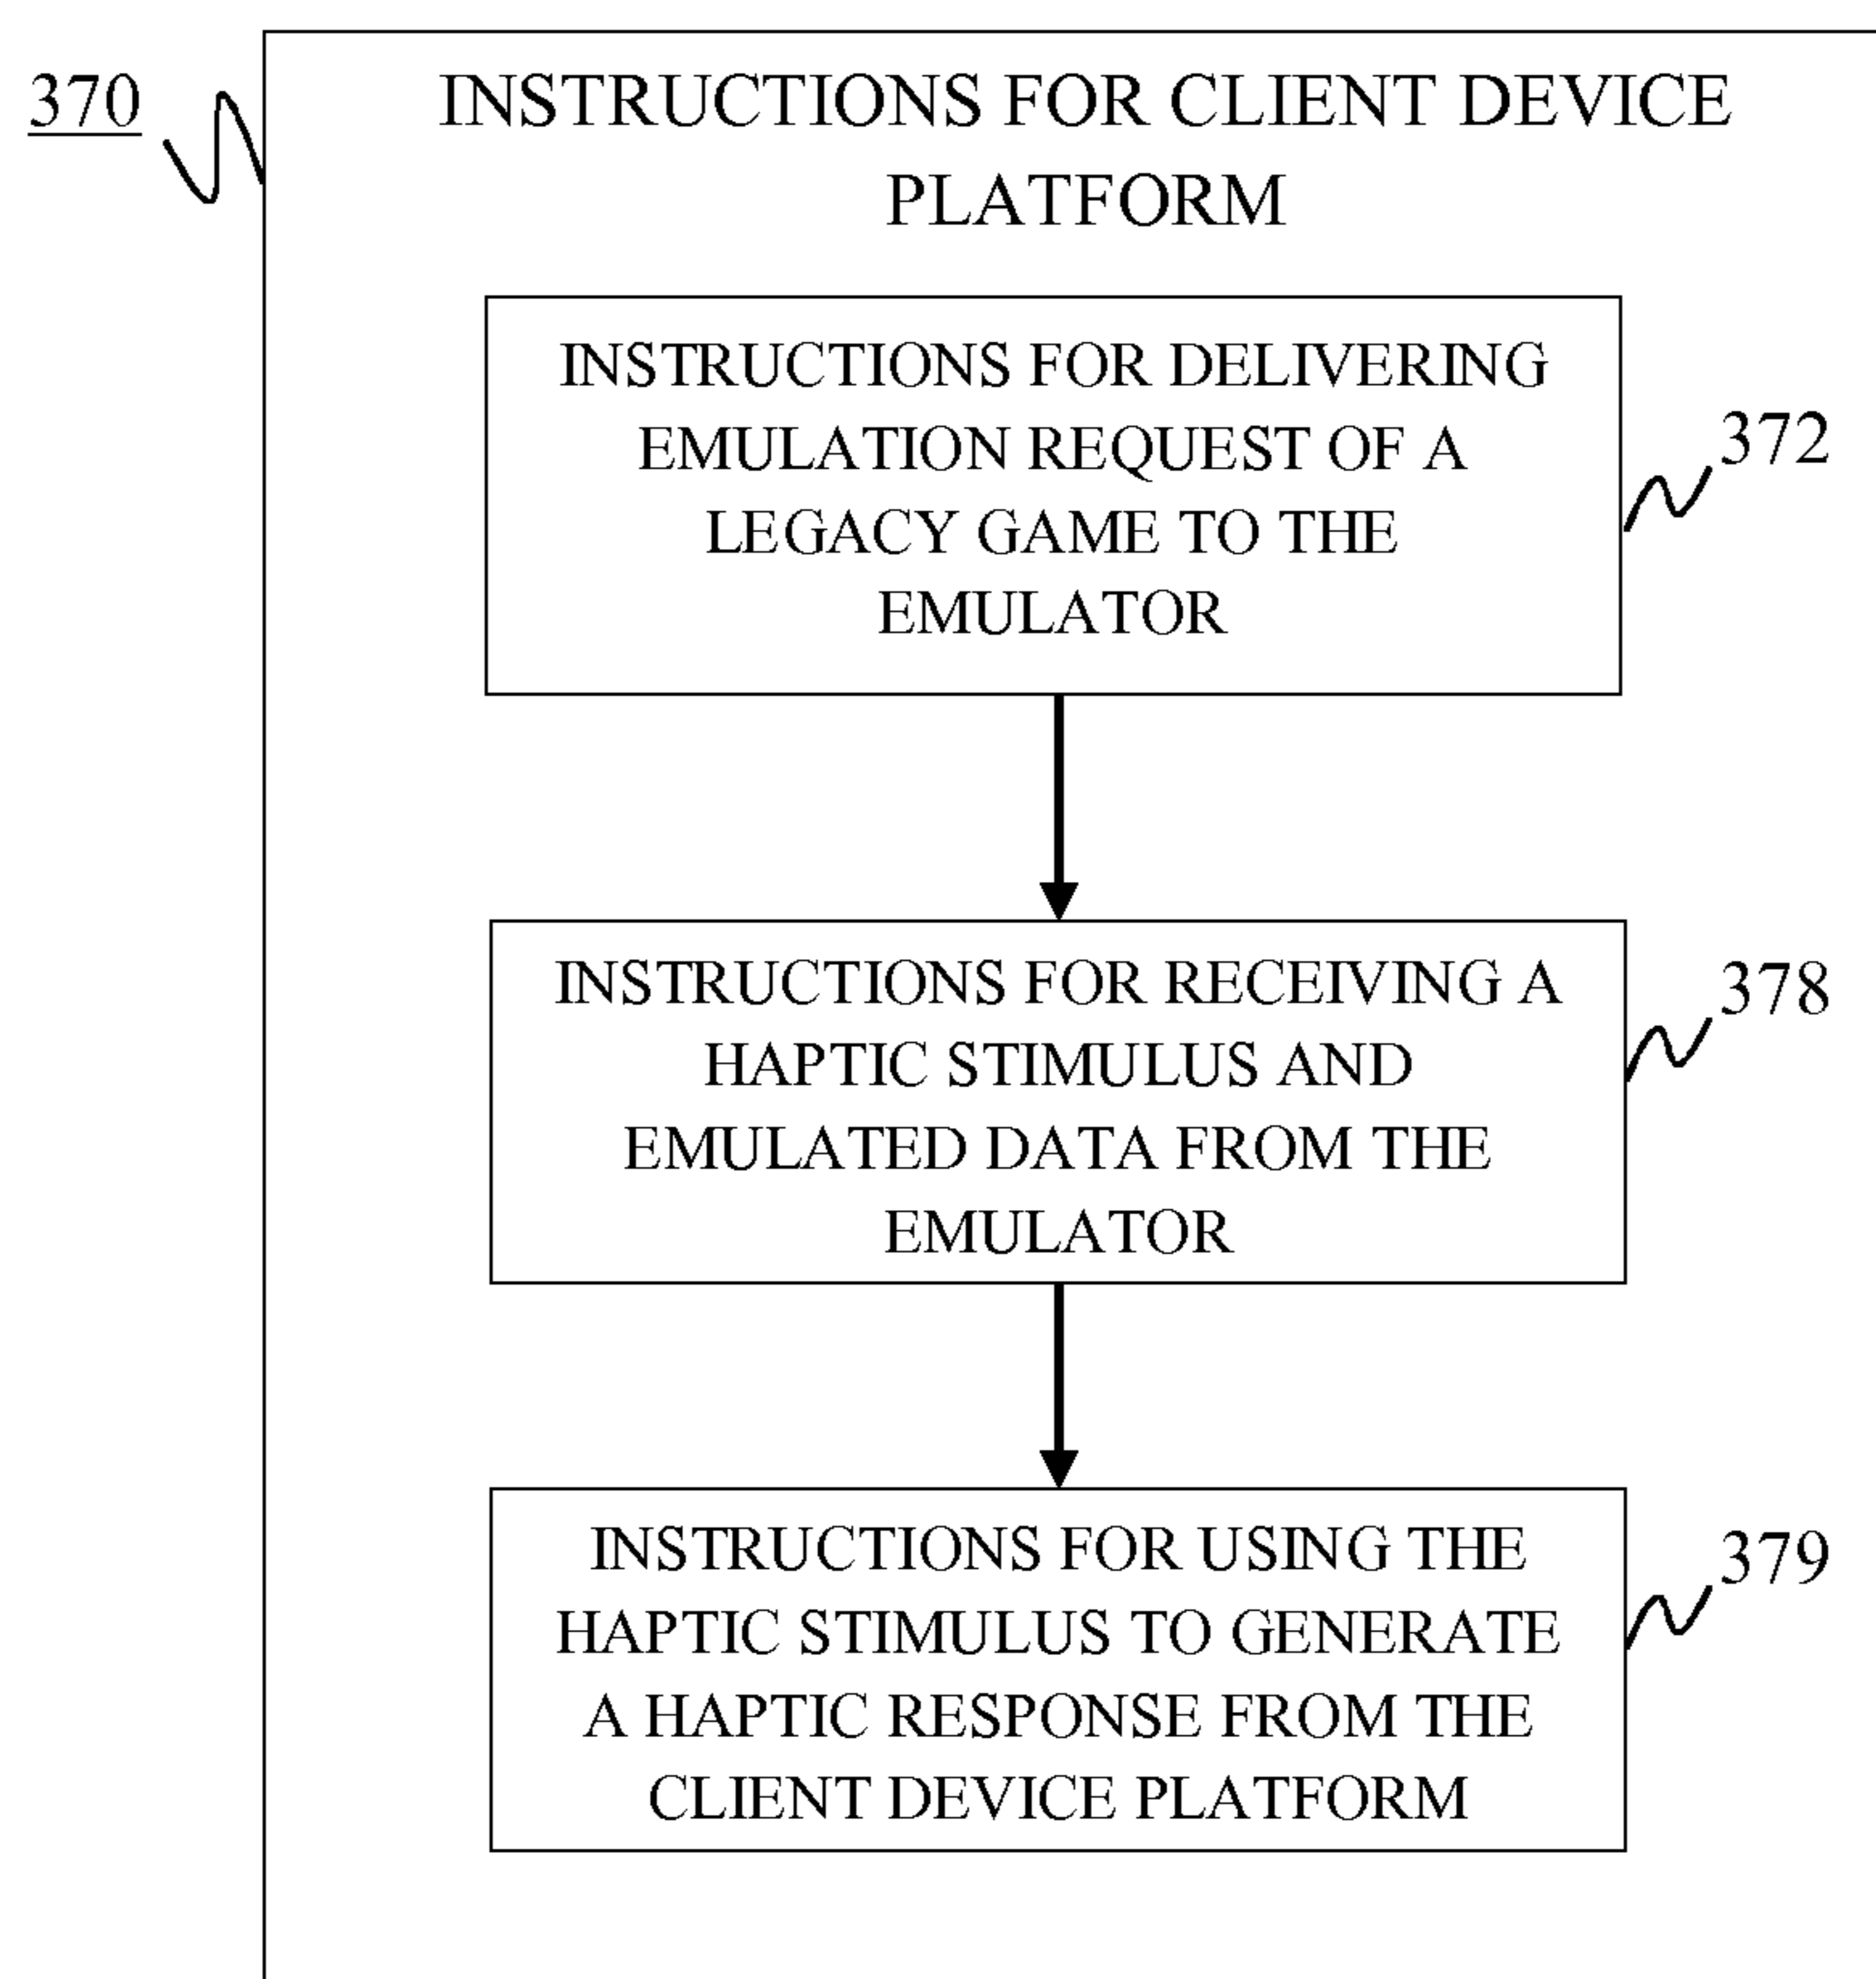 370
INSTRUCTIONS FOR CLIENT DEVICE
PLATFORM
INSTRUCTIONS FOR DELIVERING
EMULATION REQUEST OF A
LEGACY GAME TO THE
EMULATOR
372
INSTRUCTIONS FOR RECEIVING A
HAPTIC STIMULUS AND
EMULATED DATA FROM THE
EMULATOR
378
INSTRUCTIONS FOR USING THE
HAPTIC STIMULUS TO GENERATE
A HAPTIC RESPONSE FROM THE
CLIENT DEVICE PLATFORM
379